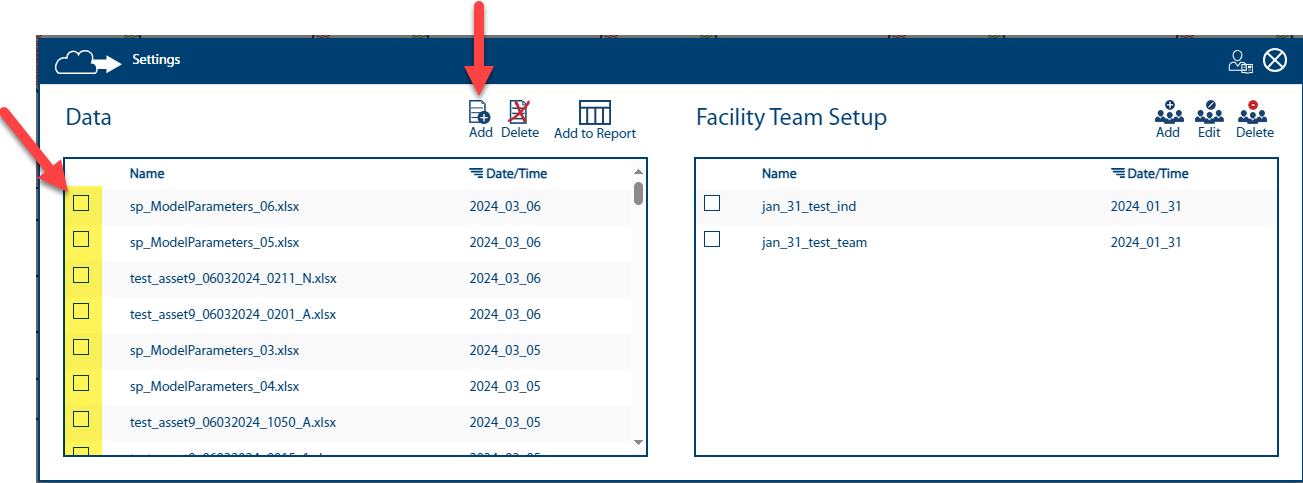 Settings
Data
Add Delete Add to Report
Name Date/Time
sp_ModelParameters_06.xlsx 2024_03_06
sp_ModelParameters_05.xlsx 2024_03_06
test_asset9_06032024_0211_N.xlsx 2024_03_06
test_asset9_06032024_0201_A.xlsx 2024_03_06
sp_ModelParameters_03.xlsx 2024_03_05
sp_ModelParameters_04.xlsx 2024_03_05
test_asset9_06032024_1050_A.xlsx 2024_03_05
Facility Team Setup
Add Edit Delete
Name Date/Time
jan_31_test_ind 2024_01_31
jan_31_test_team 2024_01_31